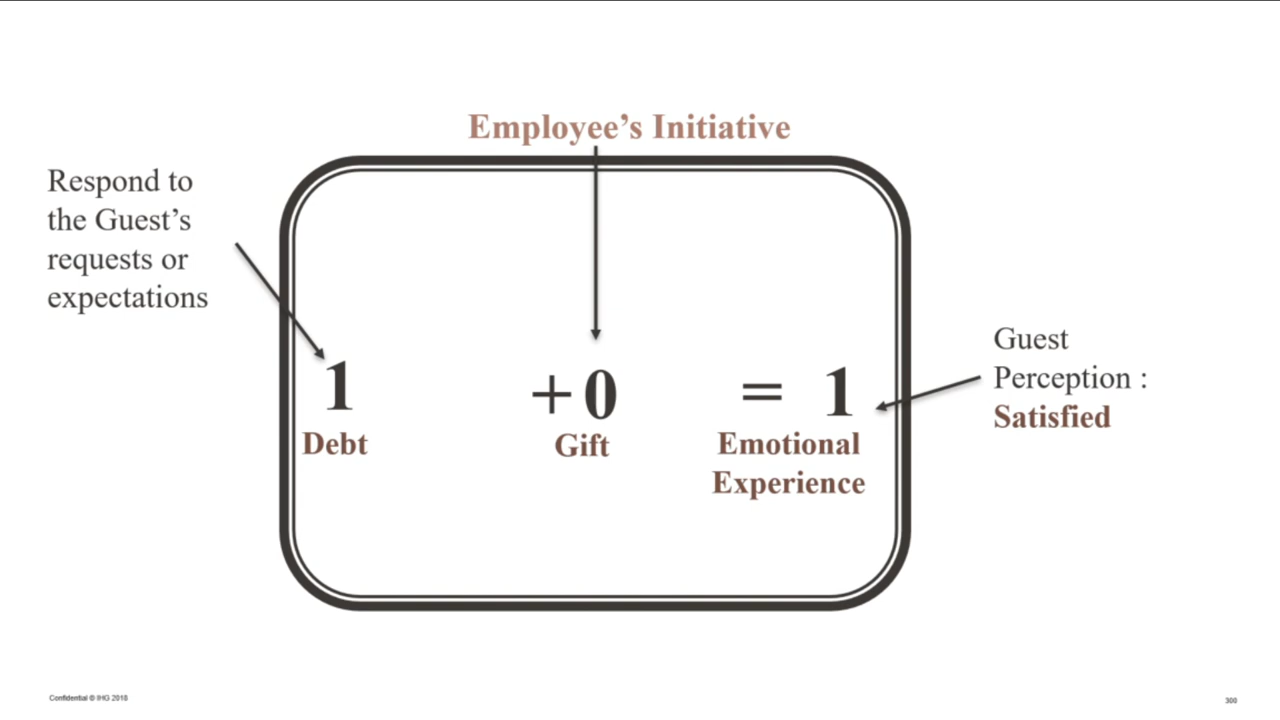 Employee’s Initiative
Respond to
the Guest’s
requests or
expectations
1
+ 0
= 1
Debt
Gift
Emotional
Experience
Guest
Perception :
Satisfied
Confidential © IHG 2018
300